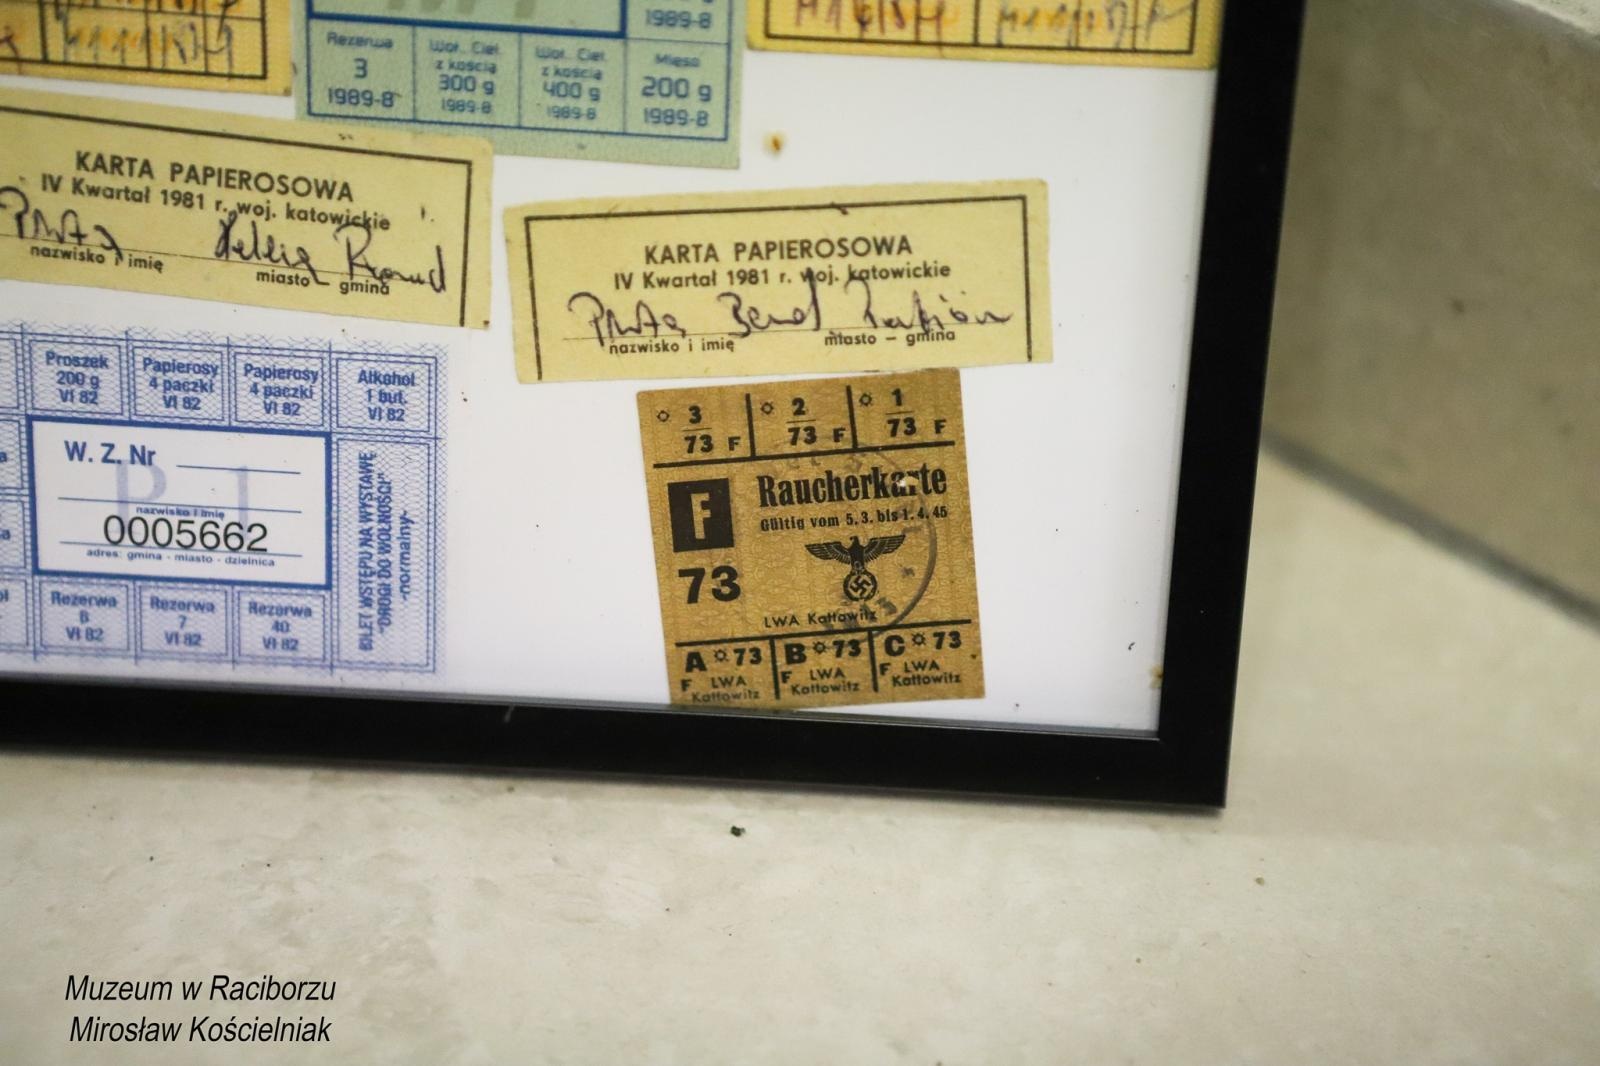 1989-8
Rezerwa
3
1989-8
Woł. Ciel.
z kością
300 g
1989-8
Woł. Ciel.
z kością
400 g
1989-8
Mięso
200 g
1989-8
KARTA PAPIEROSOWA
IV Kwartał 1981 r. woj. katowickie
nazwisko i imię
miasto – gmina
KARTA PAPIEROSOWA
IV Kwartał 1981 r. woj. katowickie
nazwisko i imię
miasto – gmina
Proszek
200 g
VI 82
Papierosy
4 paczki
VI 82
Papierosy
4 paczki
VI 82
Alkohol
1 but.
VI 82
W. Z. Nr
P-1
nazwisko i imię
0005662
adres: gmina - miasto - dzielnica
BILET WSTĘPU NA WYSTAWĘ
"DROGI DO WOLNOŚCI"
-normalny-
Rezerwa
VI 82
Rezerwa
7
VI 82
Rezerwa
40
VI 82
3
73 F
2
73 F
1
73 F
F
73
Raucherkarte
Gültig vom 5.3. bis 1.4.45
LWA Kattowitz
A 73
F LWA
Kattowitz
B 73
F LWA
Kattowitz
C 73
F LWA
Kattowitz
Muzeum w Raciborzu
Mirosław Kościelniak